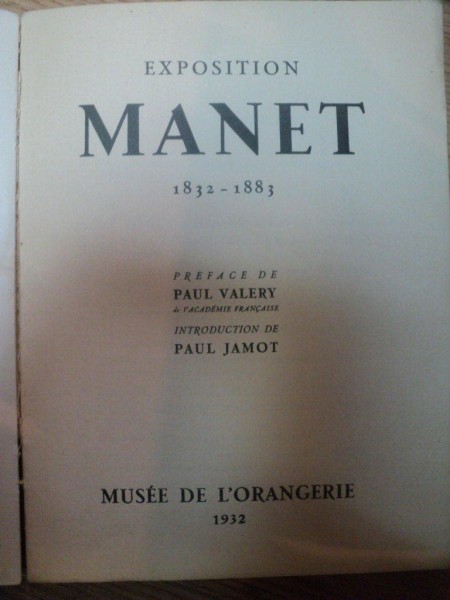 EXPOSITION
MANET
1832-1883
PREFACE DE
PAUL VALERY
de l'ACADÉMIE FRANÇAISE
INTRODUCTION DE
PAUL JAMOT
MUSÉE DE L'ORANGERIE
1932